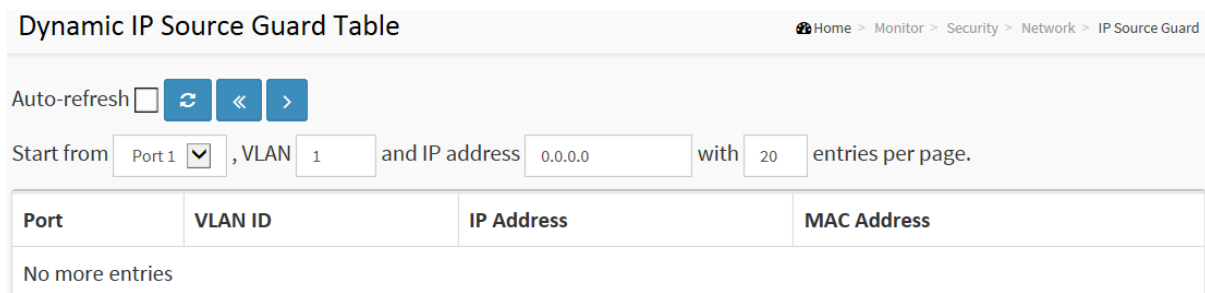 Dynamic IP Source Guard Table
Home > Monitor > Security > Network > IP Source Guard
Auto-refresh
Start from Port 1 , VLAN 1 and IP address 0.0.0.0 with 20 entries per page.
Port VLAN ID IP Address MAC Address
No more entries